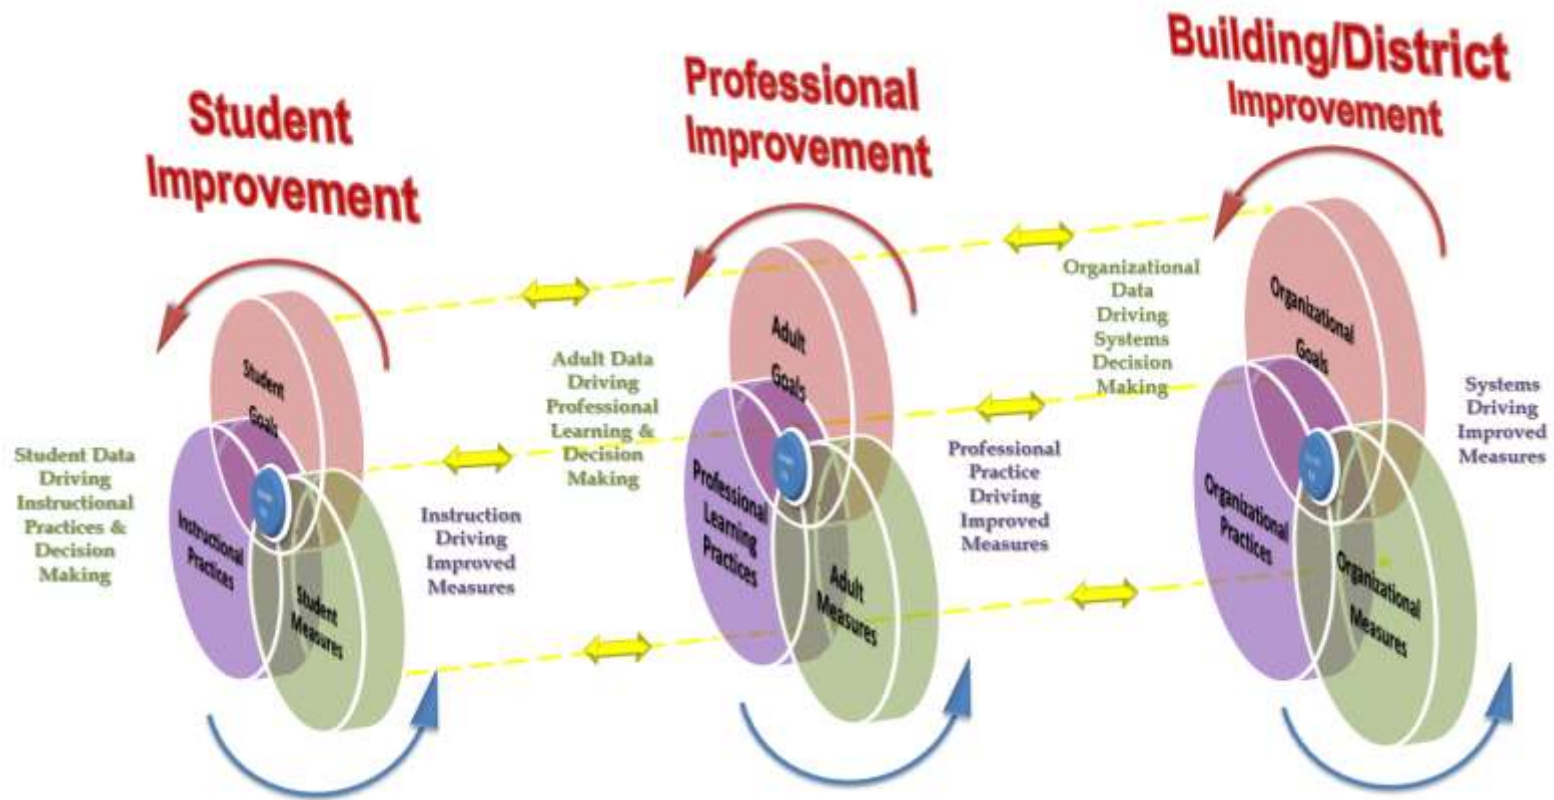 Student
Improvement
Professional
Improvement
Building/District
Improvement
Student
Goals
Instructional
Practices
Student
Measures
Student Data
Driving
Instructional
Practices &
Decision
Making
Instruction
Driving
Improved
Measures
Adult
Goals
Professional
Learning
Practices
Adult
Measures
Adult Data
Driving
Professional
Learning &
Decision
Making
Professional
Practice
Driving
Improved
Measures
Organizational
Goals
Organizational
Practices
Organizational
Measures
Organizational
Data
Driving
Systems
Decision
Making
Systems
Driving
Improved
Measures